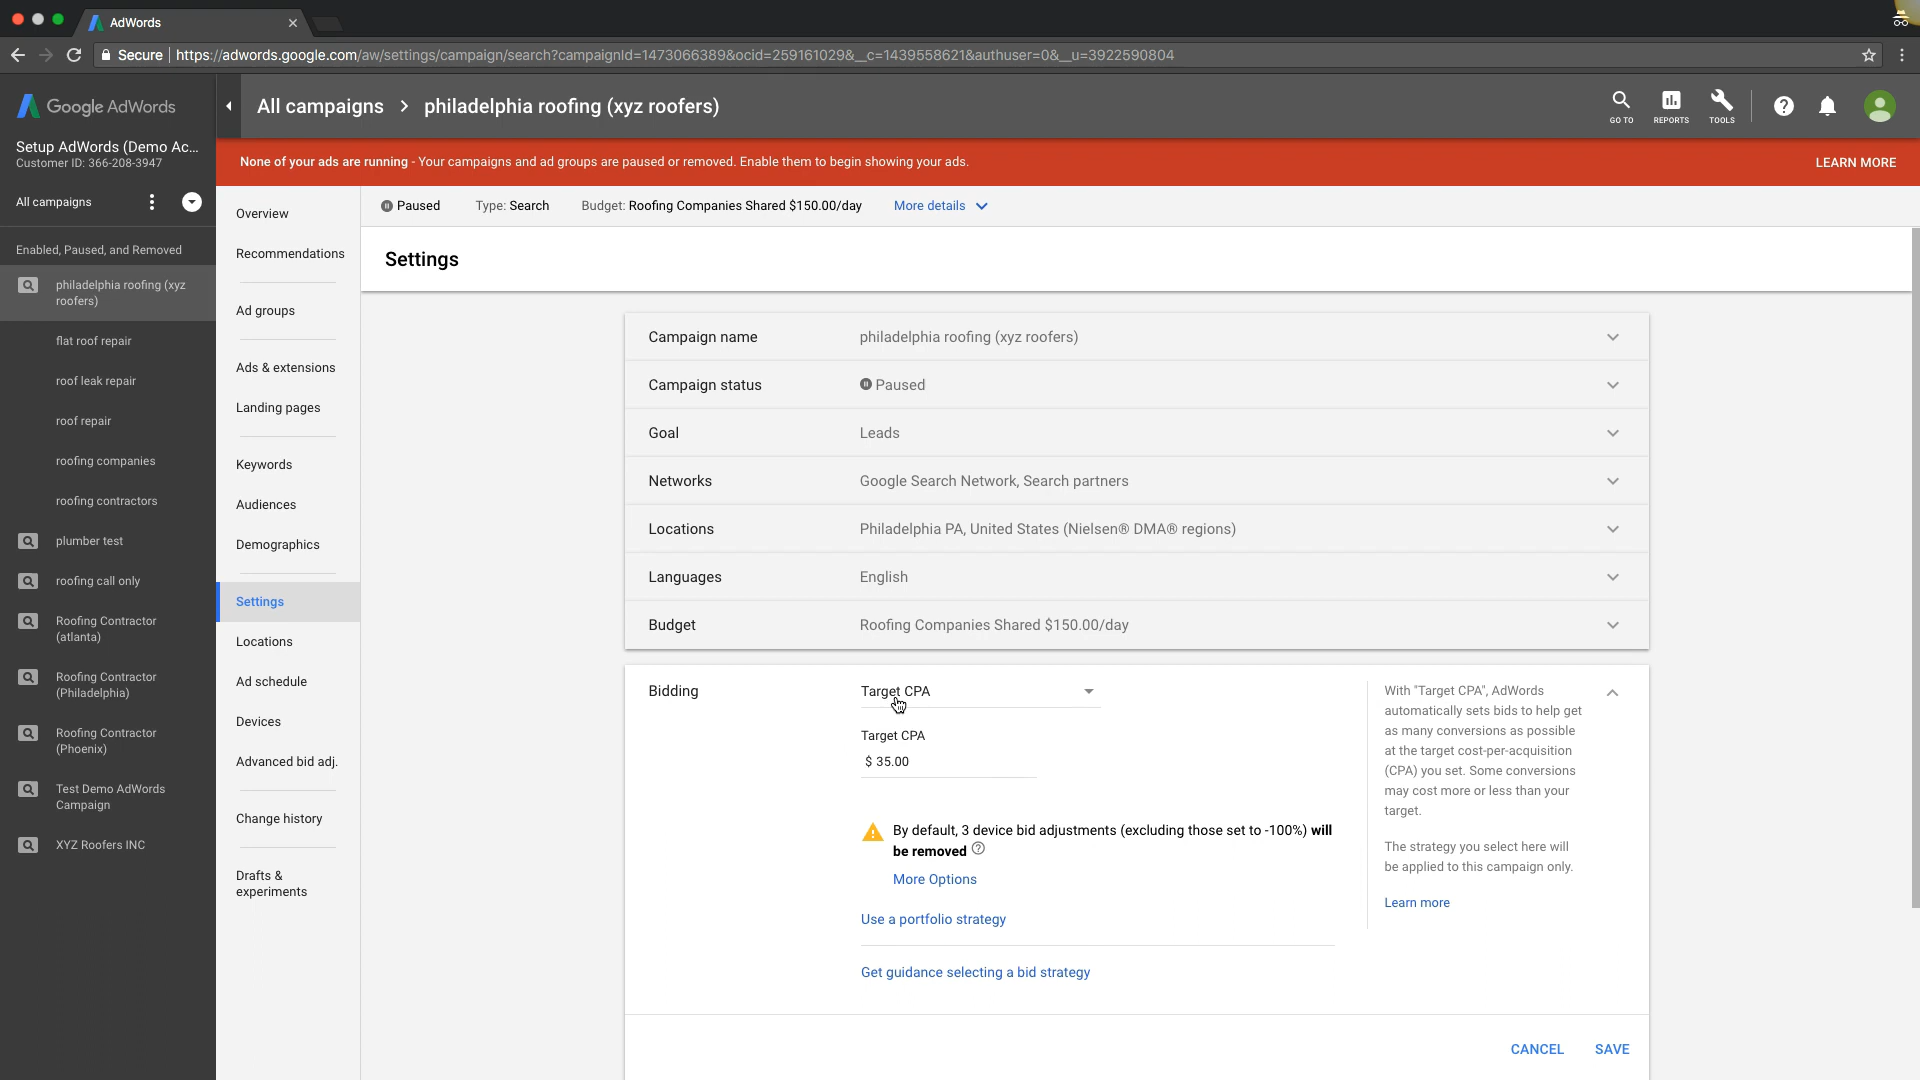 AdWords
Secure
https://adwords.google.com/aw/settings/campaign/search?campaignId=1473066389&ocid=259161029&__c=1439558621&authuser=0&__u=3922590804
Google AdWords
Setup AdWords (Demo Ac...
Customer ID: 366-208-3947
All campaigns
Enabled, Paused, and Removed
philadelphia roofing (xyz
roofers)
flat roof repair
roof leak repair
roof repair
roofing companies
roofing contractors
plumber test
roofing call only
Roofing Contractor
(atlanta)
Roofing Contractor
(Philadelphia)
Roofing Contractor
(Phoenix)
Test Demo AdWords
Campaign
XYZ Roofers INC
All campaigns > philadelphia roofing (xyz roofers)
GO TO
REPORTS
TOOLS
None of your ads are running - Your campaigns and ad groups are paused or removed. Enable them to begin showing your ads.
LEARN MORE
Overview
Recommendations
Ad groups
Ads & extensions
Landing pages
Keywords
Audiences
Demographics
Settings
Locations
Ad schedule
Devices
Advanced bid adj.
Change history
Drafts &
experiments
Paused
Type: Search
Budget: Roofing Companies Shared $150.00/day
More details
Settings
Campaign name
philadelphia roofing (xyz roofers)
Campaign status
Paused
Goal
Leads
Networks
Google Search Network, Search partners
Locations
Philadelphia PA, United States (Nielsen® DMA® regions)
Languages
English
Budget
Roofing Companies Shared $150.00/day
Bidding
Target CPA
Target CPA
$ 35.00
By default, 3 device bid adjustments (excluding those set to -100%) will
be removed
More Options
Use a portfolio strategy
Get guidance selecting a bid strategy
With "Target CPA", AdWords
automatically sets bids to help get
as many conversions as possible
at the target cost-per-acquisition
(CPA) you set. Some conversions
may cost more or less than your
target.
The strategy you select here will
be applied to this campaign only.
Learn more
CANCEL
SAVE